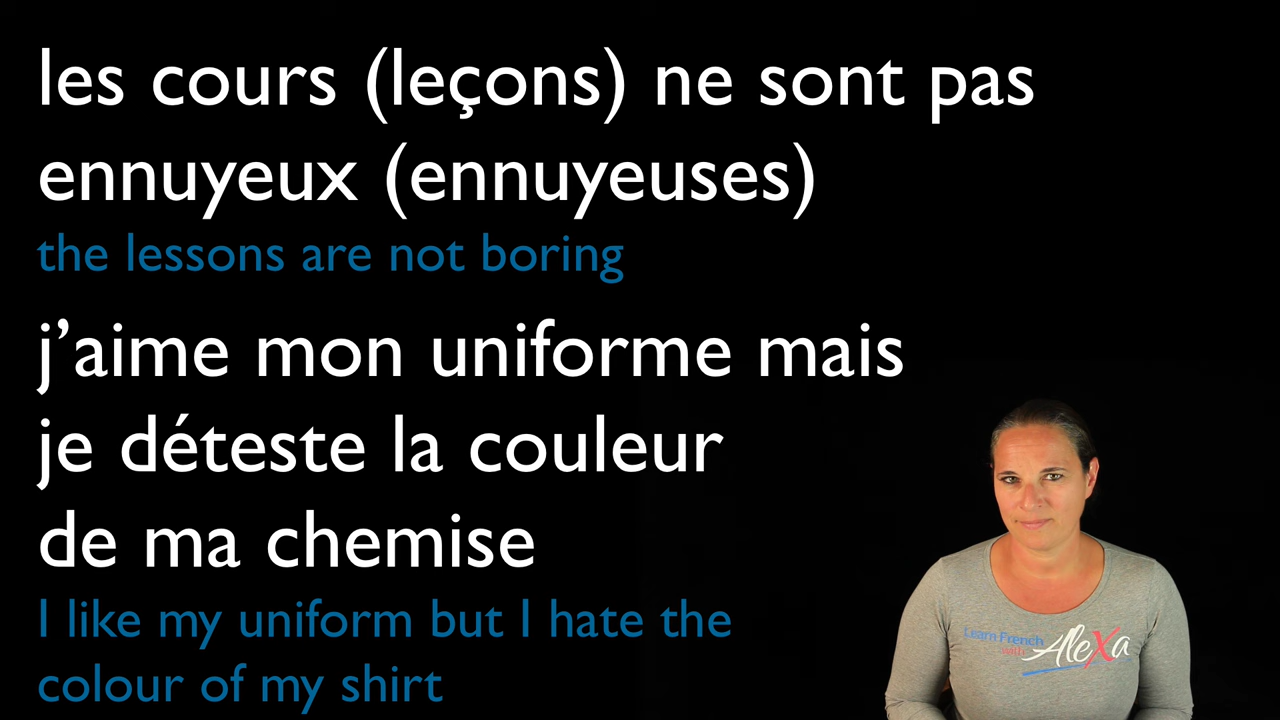 les cours (leçons) ne sont pas
ennuyeux (ennuyeuses)
the lessons are not boring
j’aime mon uniforme mais
je déteste la couleur
de ma chemise
I like my uniform but I hate the
colour of my shirt
Learn French
with Alexa